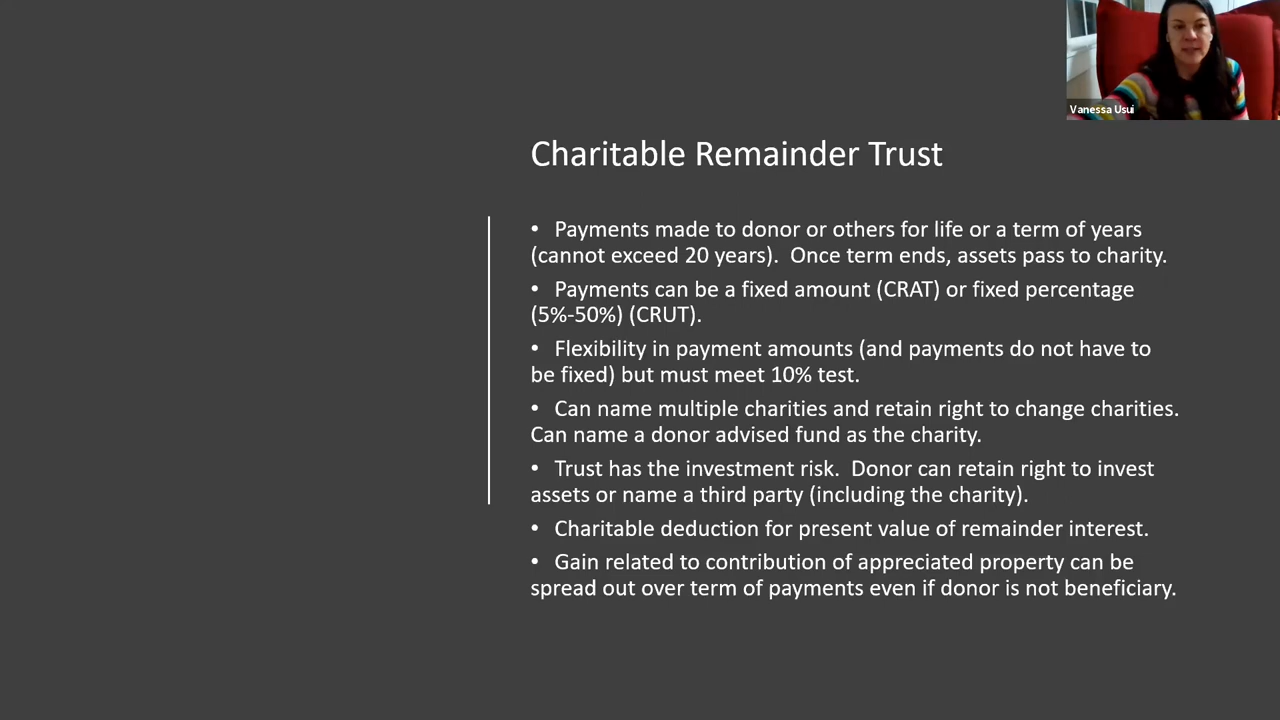 Vanessa Usui
Charitable Remainder Trust
• Payments made to donor or others for life or a term of years
(cannot exceed 20 years). Once term ends, assets pass to charity.
• Payments can be a fixed amount (CRAT) or fixed percentage
(5%-50%) (CRUT).
• Flexibility in payment amounts (and payments do not have to
be fixed) but must meet 10% test.
• Can name multiple charities and retain right to change charities.
Can name a donor advised fund as the charity.
• Trust has the investment risk. Donor can retain right to invest
assets or name a third party (including the charity).
• Charitable deduction for present value of remainder interest.
• Gain related to contribution of appreciated property can be
spread out over term of payments even if donor is not beneficiary.